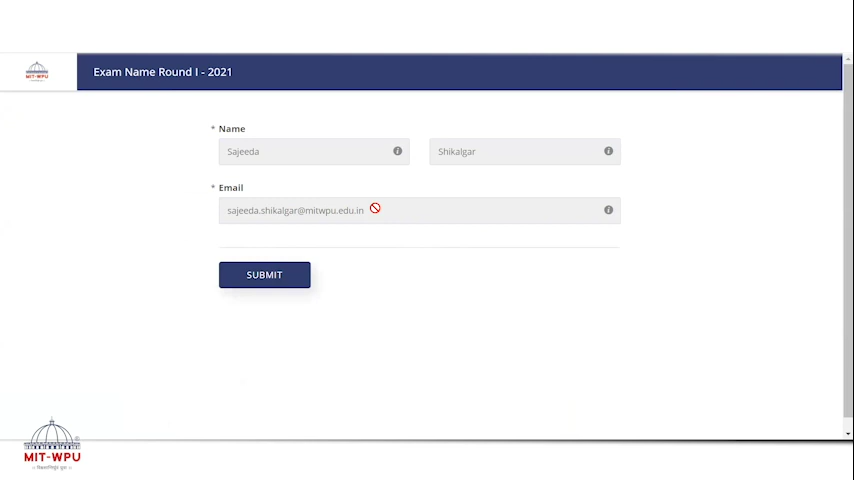 MIT-WPU
Exam Name Round I - 2021
* Name
Sajeeda
Shikalgar
* Email
sajeeda.shikalgar@mitwpu.edu.in
SUBMIT
MIT-WPU